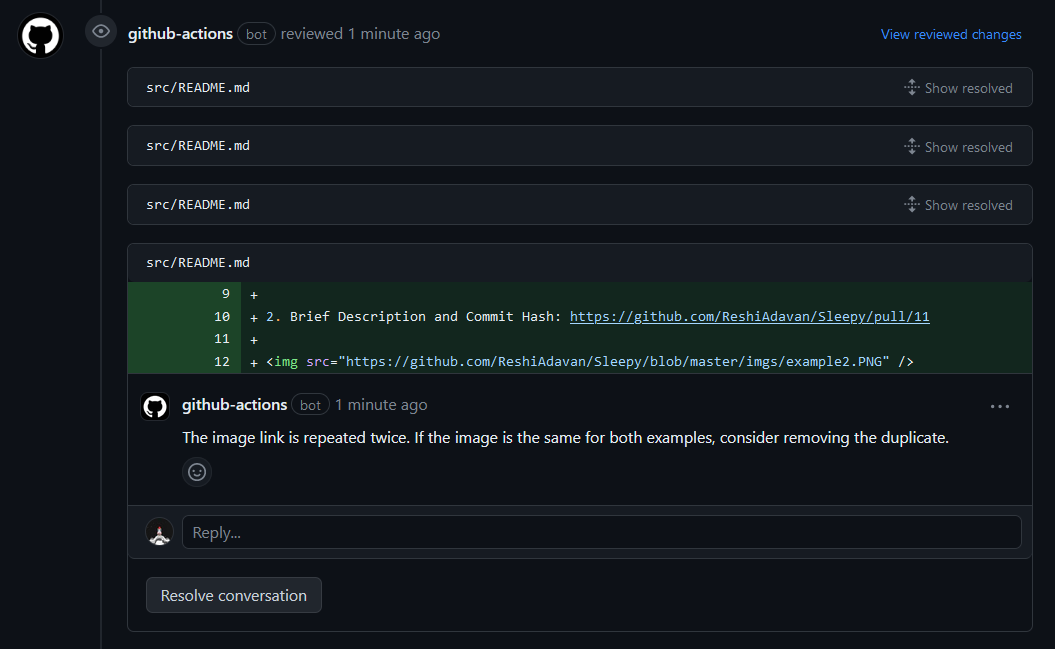 github-actions bot reviewed 1 minute ago View reviewed changes
src/README.md Show resolved
src/README.md Show resolved
src/README.md Show resolved
src/README.md
9 +
10 + 2. Brief Description and Commit Hash: https://github.com/ReshiAdavan/Sleepy/pull/11
11 +
12 + <img src="https://github.com/ReshiAdavan/Sleepy/blob/master/imgs/example2.PNG" />
github-actions bot 1 minute ago
The image link is repeated twice. If the image is the same for both examples, consider removing the duplicate.
Reply...
Resolve conversation